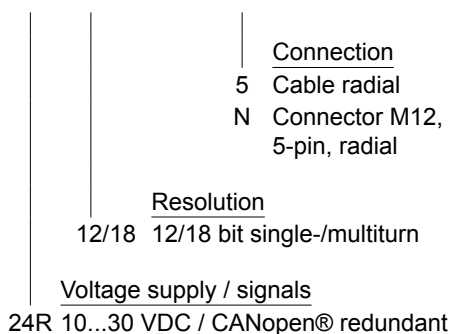 Connection
5 Cable radial
N Connector M12,
5-pin, radial
Resolution
12/18 12/18 bit single-/multiturn
Voltage supply / signals
24R 10...30 VDC / CANopen® redundant